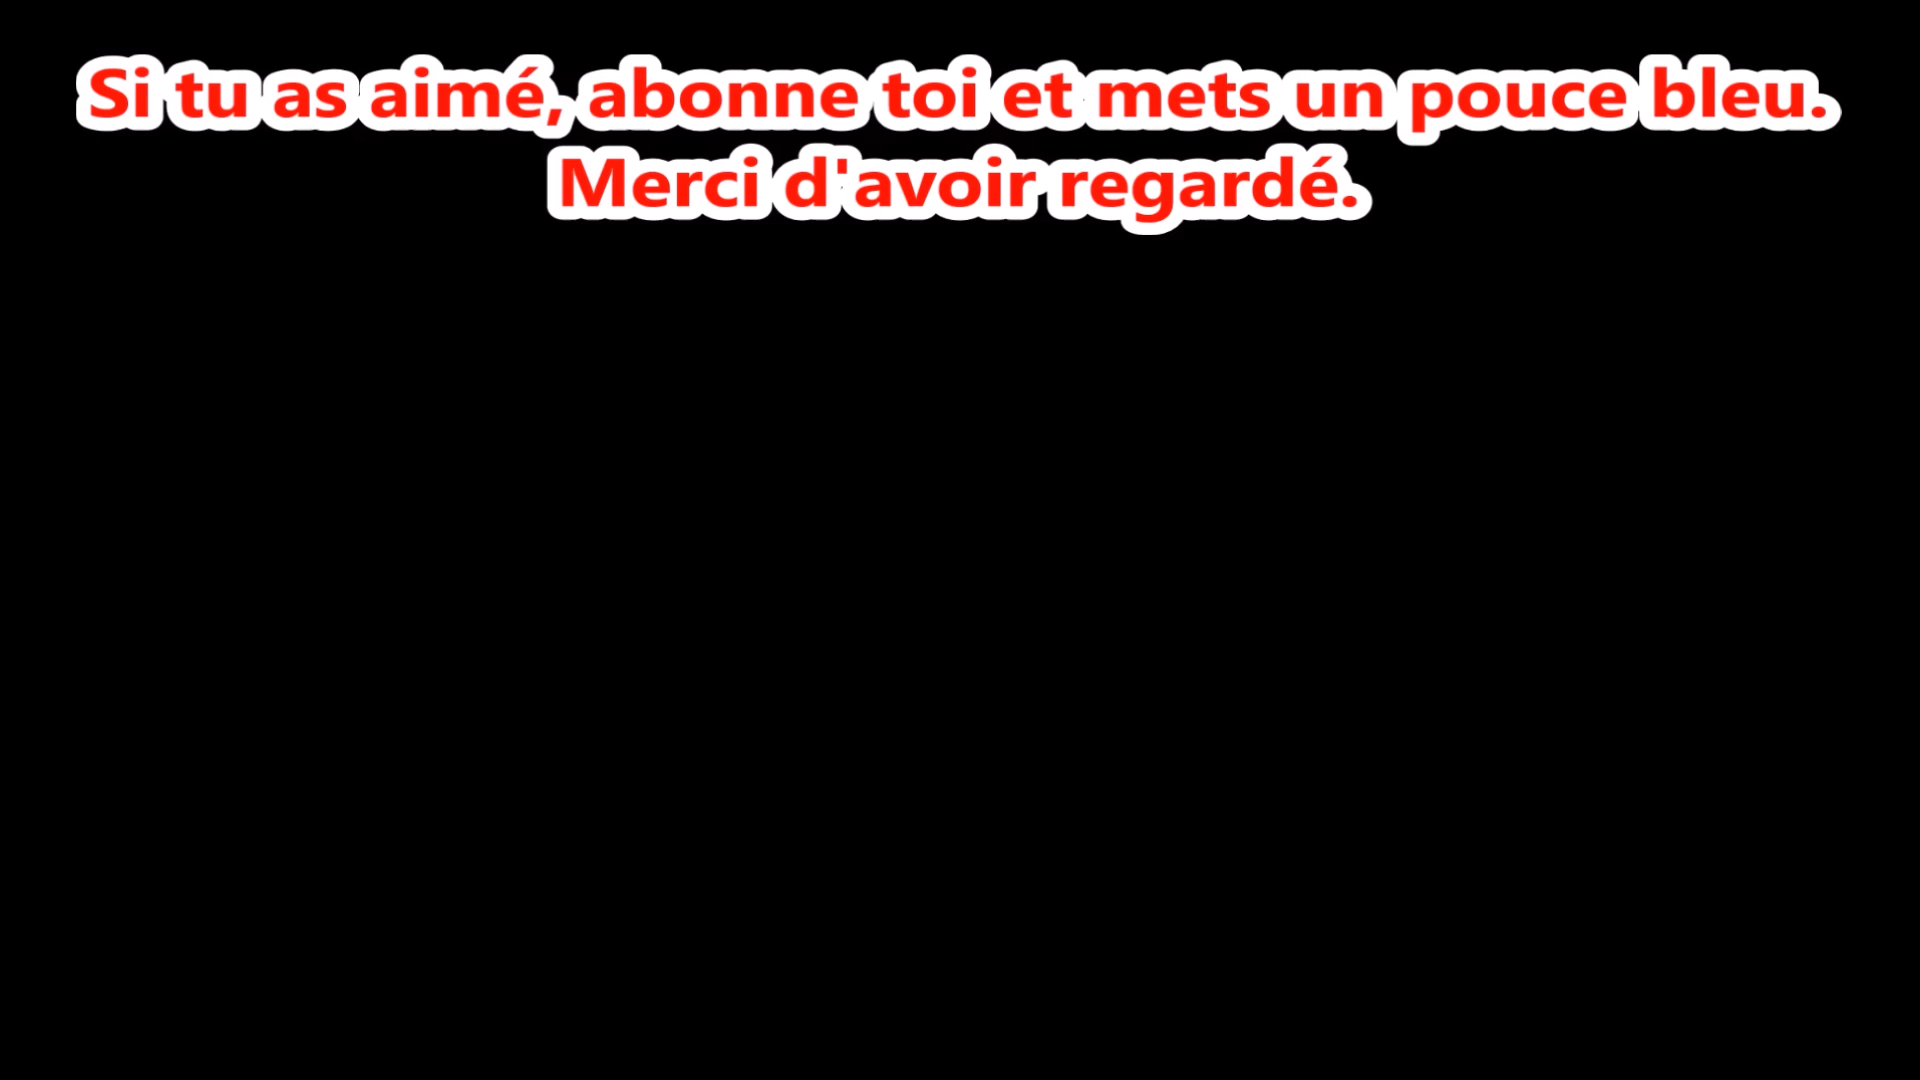 Si tu as aimé, abonne toi et mets un pouce bleu.
Merci d'avoir regardé.